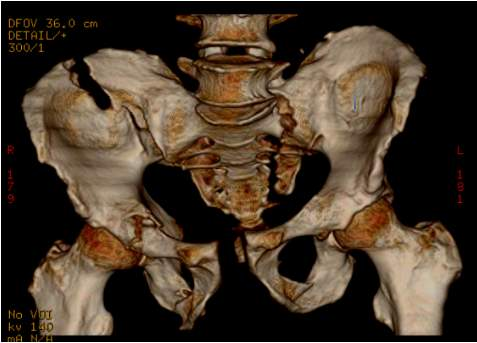 DFOV 36.0 cm
DETAIL/+
300/1
R
179
L
181
No VOI
kv 140
mA N/A